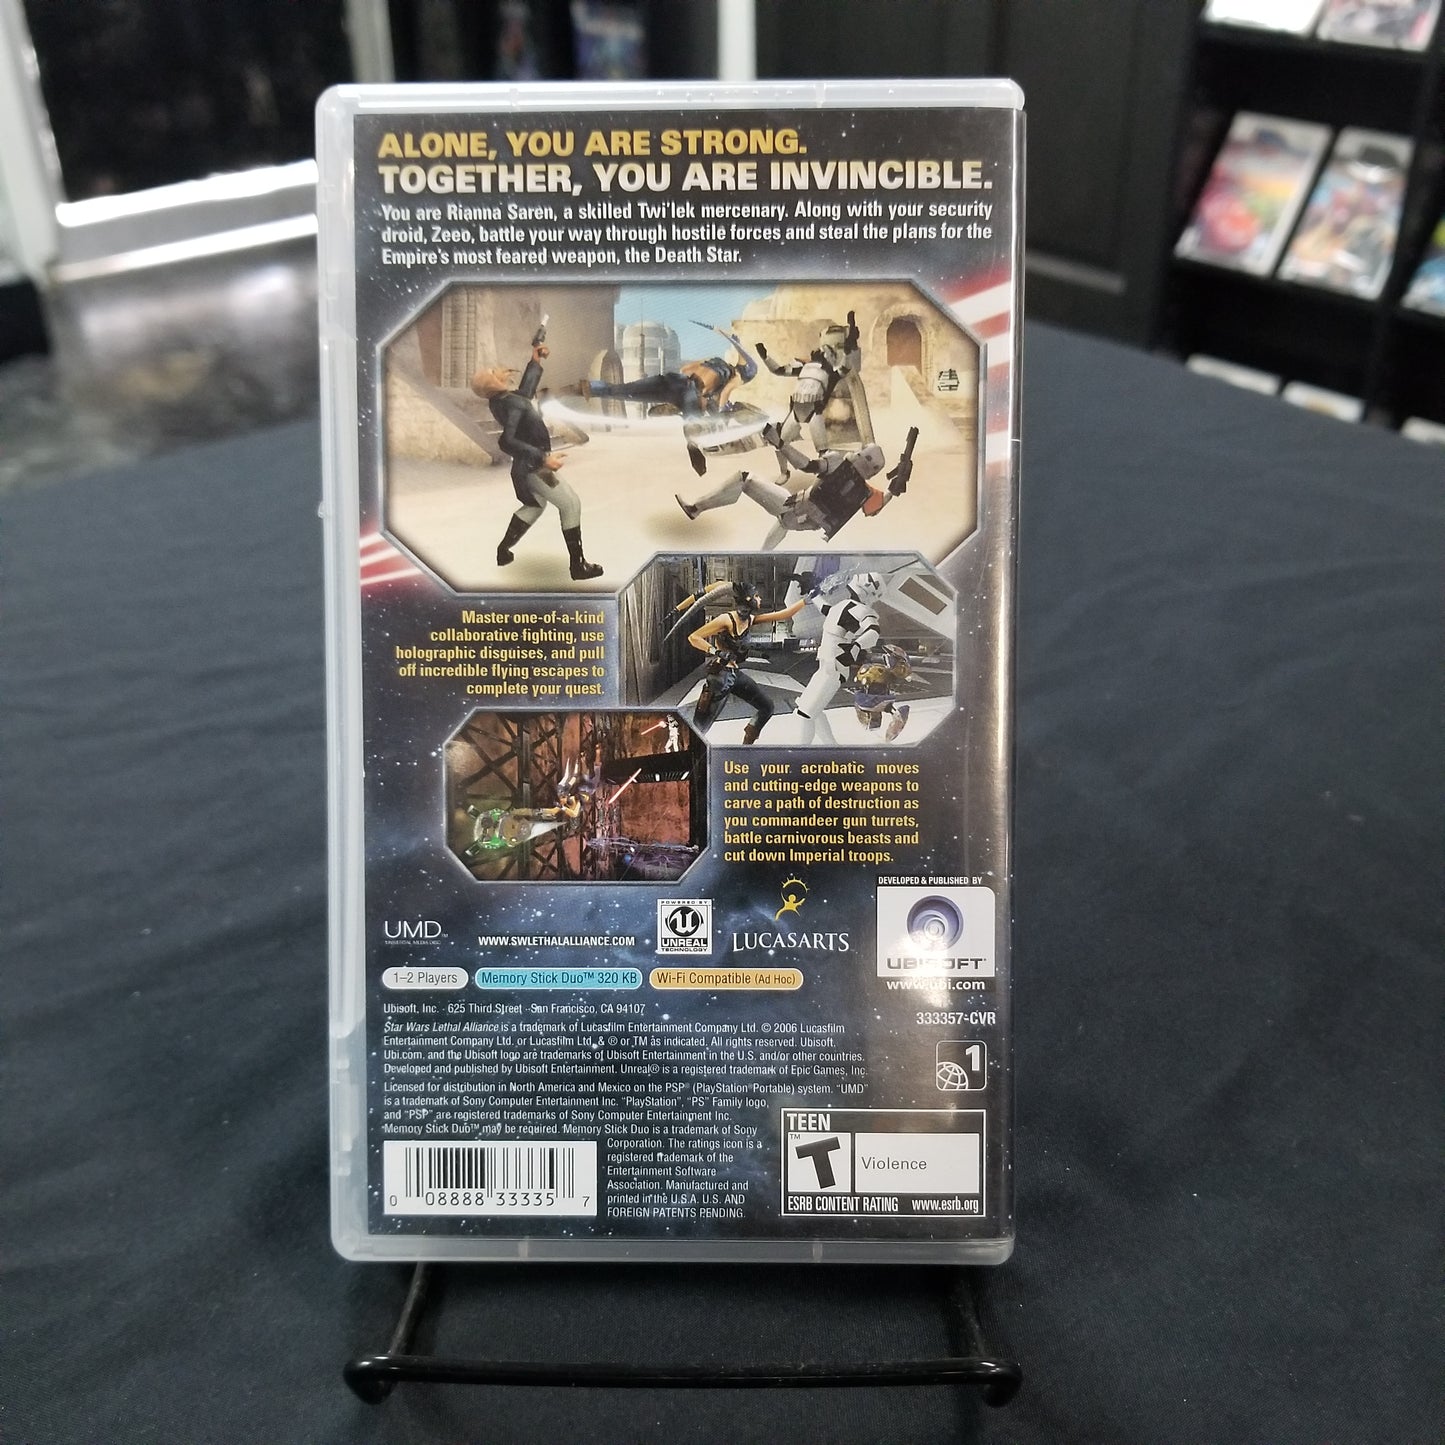 ALONE, YOU ARE STRONG.
TOGETHER, YOU ARE INVINCIBLE.
You are Rianna Saren, a skilled Twi'lek mercenary. Along with your security
droid, Zeeo, battle your way through hostile forces and steal the plans for the
Empire's most feared weapon, the Death Star.
Master one-of-a-kind
collaborative fighting, use
holographic disguises, and pull
off incredible flying escapes to
complete your quest.
Use your acrobatic moves
and cutting-edge weapons to
carve a path of destruction as
you commandeer gun turrets,
battle carnivorous beasts and
cut down Imperial troops.
UMD™
UNIVERSAL MEDIA DISC
WWW.SWLETHALALLIANCE.COM
POWERED BY
UNREAL
TECHNOLOGY
LUCASARTS
DEVELOPED & PUBLISHED BY
UBISOFT
www.ubi.com
1–2 Players
Memory Stick Duo™ 320 KB
Wi-Fi Compatible (Ad Hoc)
333357-CVR
Ubisoft, Inc. · 625 Third Street · San Francisco, CA 94107
Star Wars Lethal Alliance is a trademark of Lucasfilm Entertainment Company Ltd. © 2006 Lucasfilm
Entertainment Company Ltd. or Lucasfilm Ltd. & ® or TM as indicated. All rights reserved. Ubisoft,
Ubi.com, and the Ubisoft logo are trademarks of Ubisoft Entertainment in the U.S. and/or other countries.
Developed and published by Ubisoft Entertainment. Unreal® is a registered trademark of Epic Games, Inc.
1
Licensed for distribution in North America and Mexico on the PSP® (PlayStation®Portable) system. "UMD"
is a trademark of Sony Computer Entertainment Inc. "PlayStation", "PS" Family logo,
and "PSP" are registered trademarks of Sony Computer Entertainment Inc.
Memory Stick Duo™ may be required. Memory Stick Duo is a trademark of Sony
Corporation. The ratings icon is a
registered trademark of the
Entertainment Software
Association. Manufactured and
printed in the U.S.A. U.S. AND
FOREIGN PATENTS PENDING.
0 08888 33335 7
TEEN
T
™
Violence
ESRB CONTENT RATING www.esrb.org